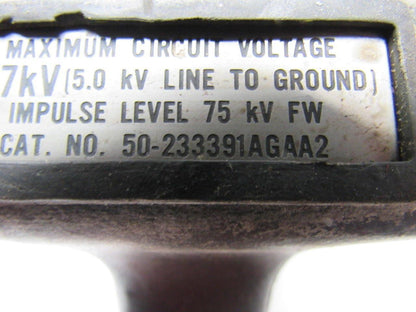 MAXIMUM CIRCUIT VOLTAGE
7kV (5.0 kV LINE TO GROUND)
IMPULSE LEVEL 75 kV FW
CAT. NO. 50-233391AGAA2